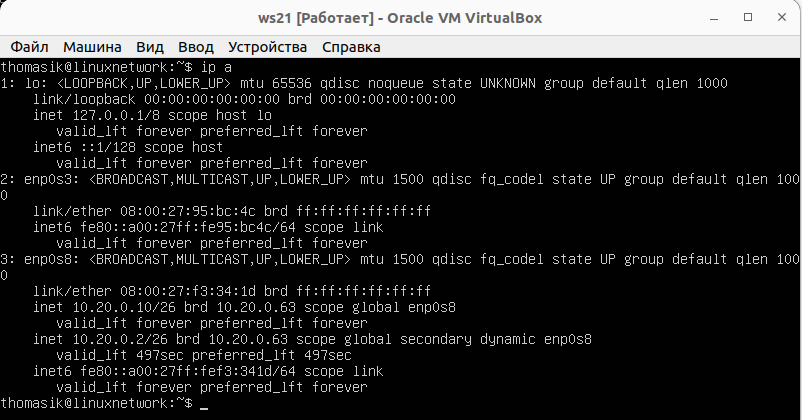 ws21 [Работает] - Oracle VM VirtualBox
Файл Машина Вид Ввод Устройства Справка
thomasik@linuxnetwork:~$ ip a
1: lo: <LOOPBACK,UP,LOWER_UP> mtu 65536 qdisc noqueue state UNKNOWN group default qlen 1000
    link/loopback 00:00:00:00:00:00 brd 00:00:00:00:00:00
    inet 127.0.0.1/8 scope host lo
       valid_lft forever preferred_lft forever
    inet6 ::1/128 scope host
       valid_lft forever preferred_lft forever
2: enp0s3: <BROADCAST,MULTICAST,UP,LOWER_UP> mtu 1500 qdisc fq_codel state UP group default qlen 100
0
    link/ether 08:00:27:95:bc:4c brd ff:ff:ff:ff:ff:ff
    inet6 fe80::a00:27ff:fe95:bc4c/64 scope link
       valid_lft forever preferred_lft forever
3: enp0s8: <BROADCAST,MULTICAST,UP,LOWER_UP> mtu 1500 qdisc fq_codel state UP group default qlen 100
0
    link/ether 08:00:27:f3:34:1d brd ff:ff:ff:ff:ff:ff
    inet 10.20.0.10/26 brd 10.20.0.63 scope global enp0s8
       valid_lft forever preferred_lft forever
    inet 10.20.0.2/26 brd 10.20.0.63 scope global secondary dynamic enp0s8
       valid_lft 497sec preferred_lft 497sec
    inet6 fe80::a00:27ff:fef3:341d/64 scope link
       valid_lft forever preferred_lft forever
thomasik@linuxnetwork:~$ _